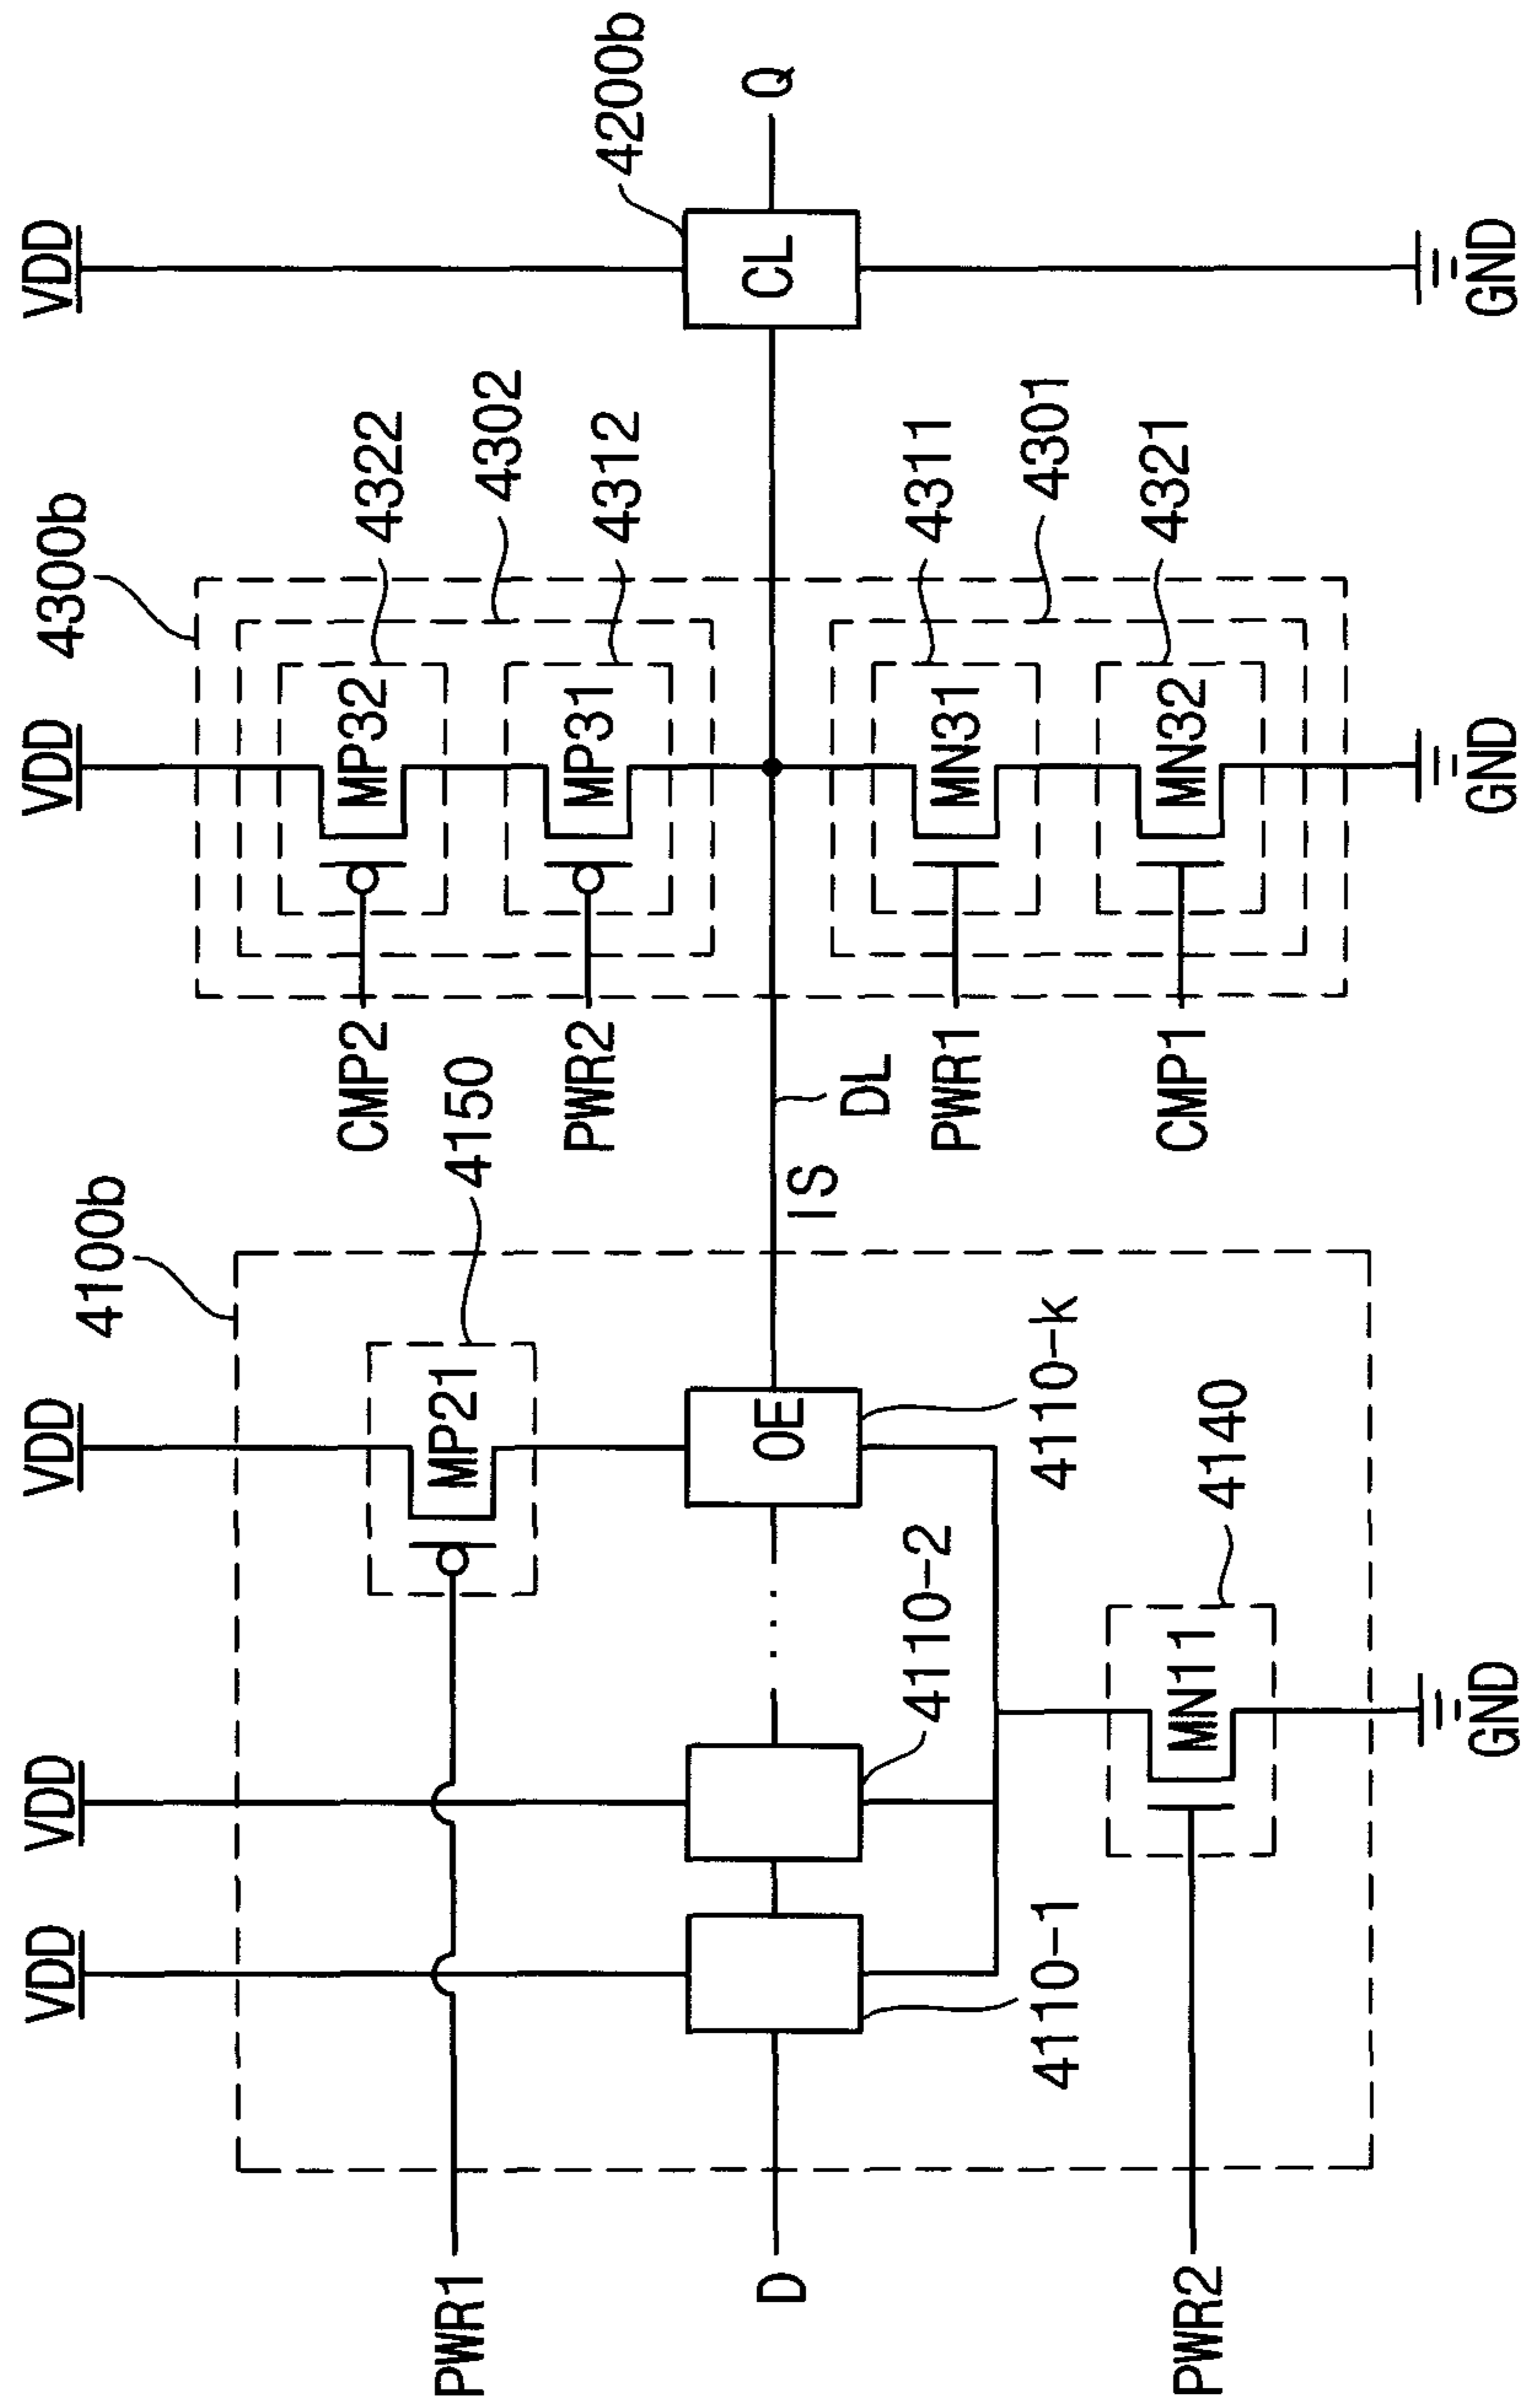 VDD
VDD
VDD
VDD
VDD
4300b
4100b
CMP2
MP32
4322
PWR1
MP21
4150
4302
PWR2
MP31
4312
4200b
D
OE
CL
Q
IS
DL
4110-2
PWR1
MN31
4311
4110-1
4110-k
4301
PWR2
MN11
4140
CMP1
MN32
4321
GND
GND
GND